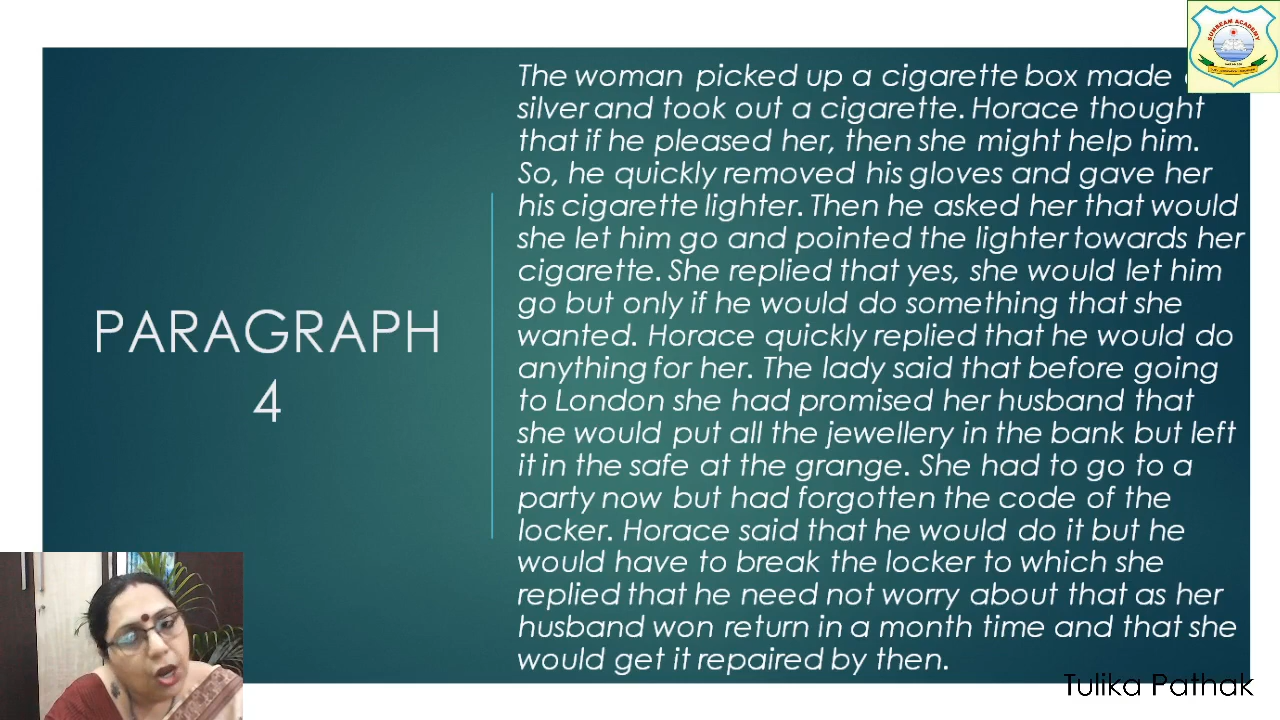 SUNBEAM ACADEMY
The woman picked up a cigarette box made
silver and took out a cigarette. Horace thought
that if he pleased her, then she might help him.
So, he quickly removed his gloves and gave her
his cigarette lighter. Then he asked her that would
she let him go and pointed the lighter towards her
cigarette. She replied that yes, she would let him
go but only if he would do something that she
wanted. Horace quickly replied that he would do
anything for her. The lady said that before going
to London she had promised her husband that
she would put all the jewellery in the bank but left
it in the safe at the grange. She had to go to a
party now but had forgotten the code of the
locker. Horace said that he would do it but he
would have to break the locker to which she
replied that he need not worry about that as her
husband won return in a month time and that she
would get it repaired by then.
PARAGRAPH
4
Tulika Pathak